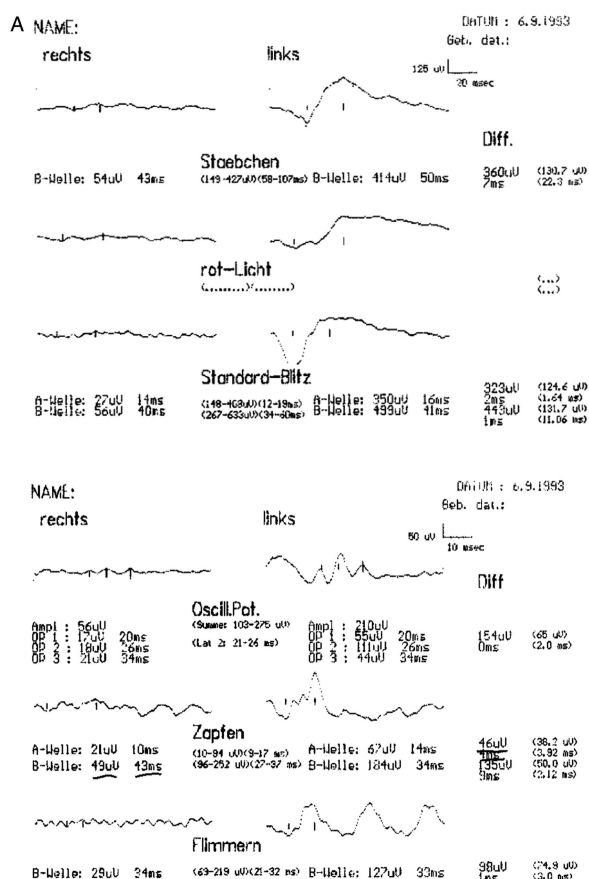 A NAME: DATUM : 6.9.1993
Geb. dat.:
rechts links
125 uV
30 msec
Diff.
Staebchen
B-Welle: 54uV 43ms (149-427uV)(58-107ms) B-Welle: 414uV 50ms 360uV (130.7 uV)
7ms (22.3 ms)
rot-Licht
(.........)(........) (...)
(...)
Standard-Blitz
A-Welle: 27uV 14ms (148-403uV)(12-19ms) A-Welle: 350uV 16ms 323uV (124.6 uV)
2ms (1.64 ms)
B-Welle: 56uV 40ms (267-633uV)(34-60ms) B-Welle: 499uV 41ms 443uV (131.7 uV)
1ms (11.06 ms)
NAME: DATUM : 6.9.1993
Geb. dat.:
rechts links
50 uV
10 msec
Diff
Oscill.Pot.
Ampl : 56uV (Summe: 103-275 uV) Ampl : 210uV
OP 1 : 17uV 20ms OP 1 : 55uV 20ms 154uV (65 uV)
OP 2 : 18uV 26ms (Lat 2: 21-26 ms) OP 2 : 111uV 26ms 0ms (2.0 ms)
OP 3 : 21uV 34ms OP 3 : 44uV 34ms
Zapfen
A-Welle: 21uV 10ms (10-94 uV)(9-17 ms) A-Welle: 67uV 14ms 46uV (38.2 uV)
4ms (3.92 ms)
B-Welle: 49uV 43ms (96-252 uV)(27-37 ms) B-Welle: 184uV 34ms 135uV (50.0 uV)
9ms (2.12 ms)
Flimmern
B-Welle: 29uV 34ms (69-219 uV)(21-32 ms) B-Welle: 127uV 33ms 98uV (74.9 uV)
1ms (3.0 ms)